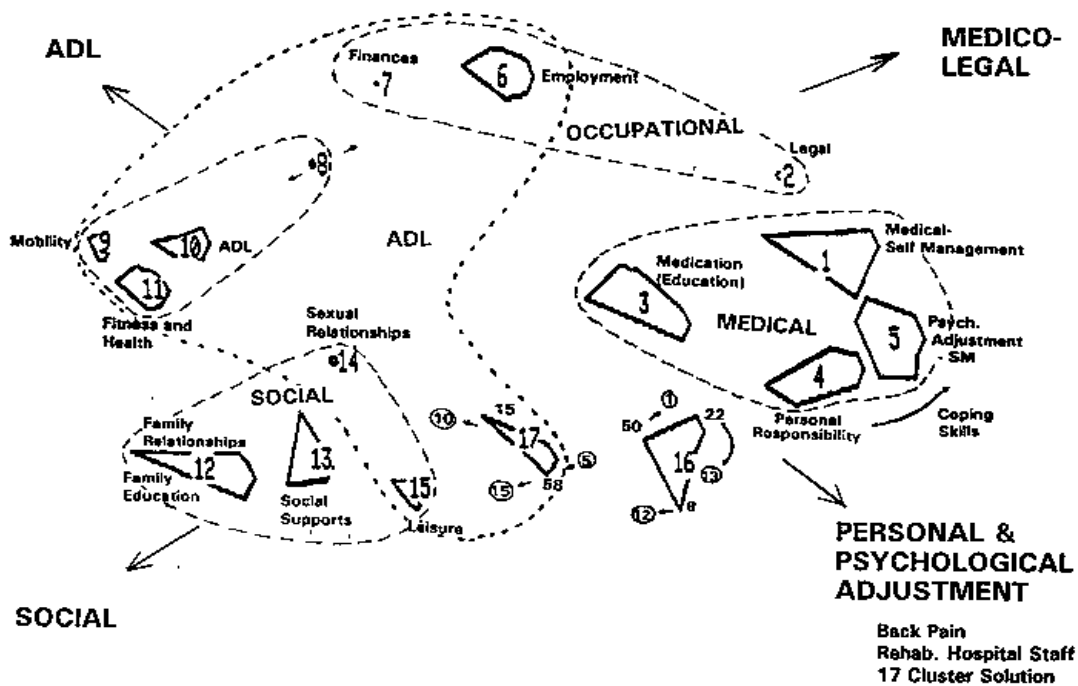 ADL
MEDICO-
LEGAL
Finances
7
6
Employment
OCCUPATIONAL
Legal
2
8
Mobility
9
10
ADL
11
Fitness and
Health
ADL
Medical-
Self Management
1
Medication
(Education)
3
MEDICAL
5
Psych.
Adjustment
SM
4
Personal
Responsibility
Coping
Skills
Sexual
Relationships
14
SOCIAL
Family
Relationships
12
Family
Education
13
Social
Supports
15
Leisure
10
15
17
5
15
58
1
50
22
16
13
12
8
PERSONAL &
PSYCHOLOGICAL
ADJUSTMENT
SOCIAL
Back Pain
Rehab. Hospital Staff
17 Cluster Solution